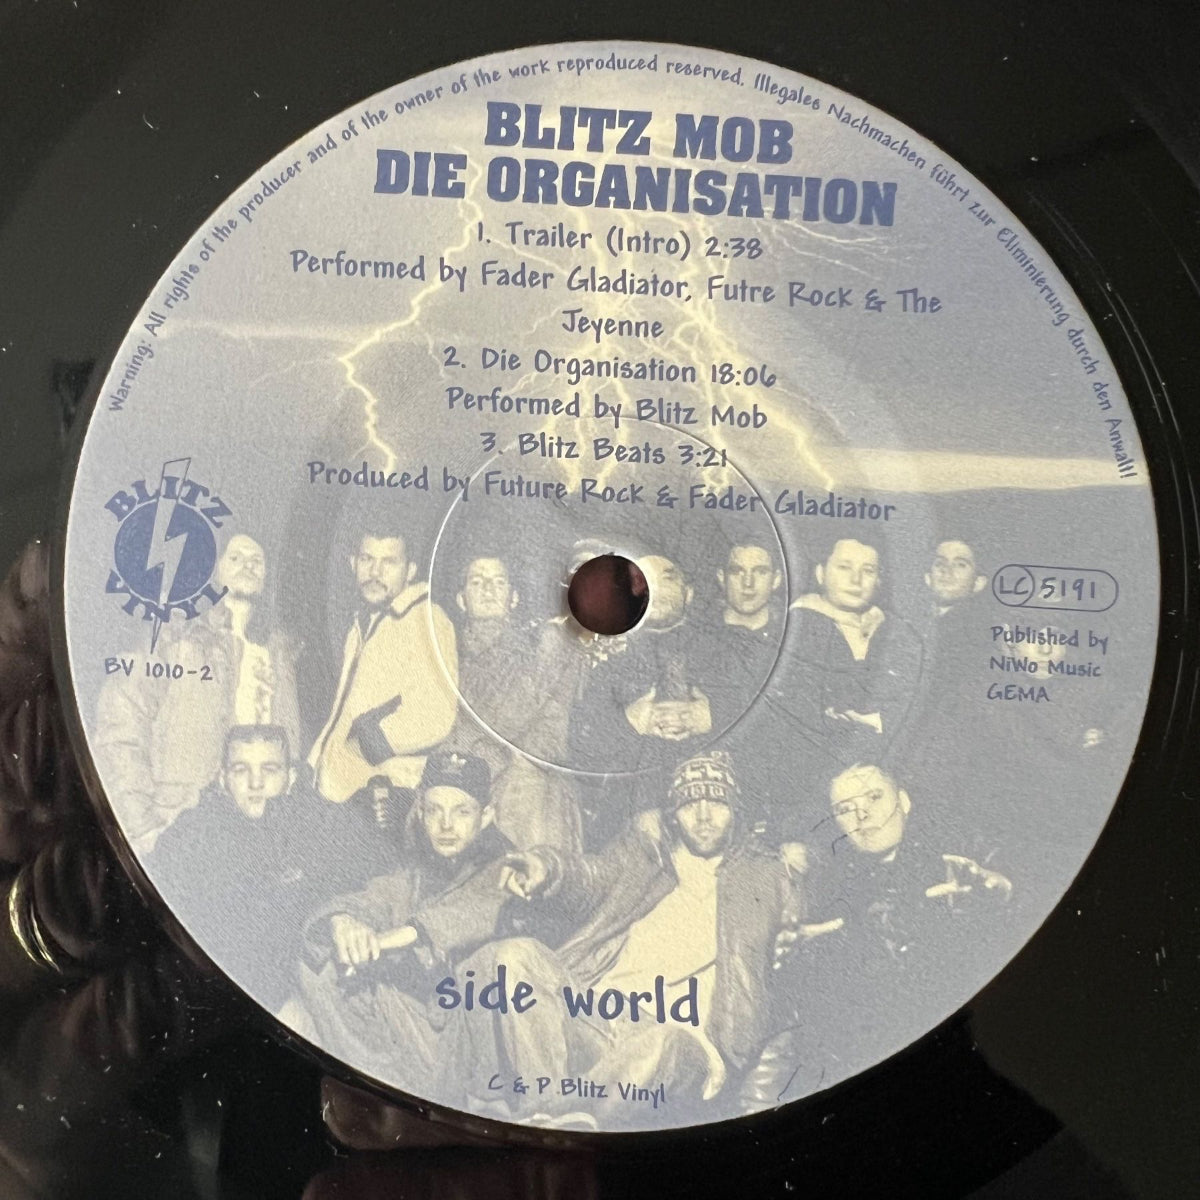 Warning: All rights of the producer and of the owner of the work reproduced reserved. Illegales Nachmachen führt zur Eliminierung durch den Anwalt!
BLITZ MOB
DIE ORGANISATION
1. Trailer (Intro) 2:38
Performed by Fader Gladiator, Futre Rock & The
Jeyenne
2. Die Organisation 18:06
Performed by Blitz Mob
3. Blitz Beats 3:21
Produced by Future Rock & Fader Gladiator
BLITZ
VINYL
BV 1010-2
LC 5191
Published by
NiWo Music
GEMA
side world
C & P Blitz Vinyl